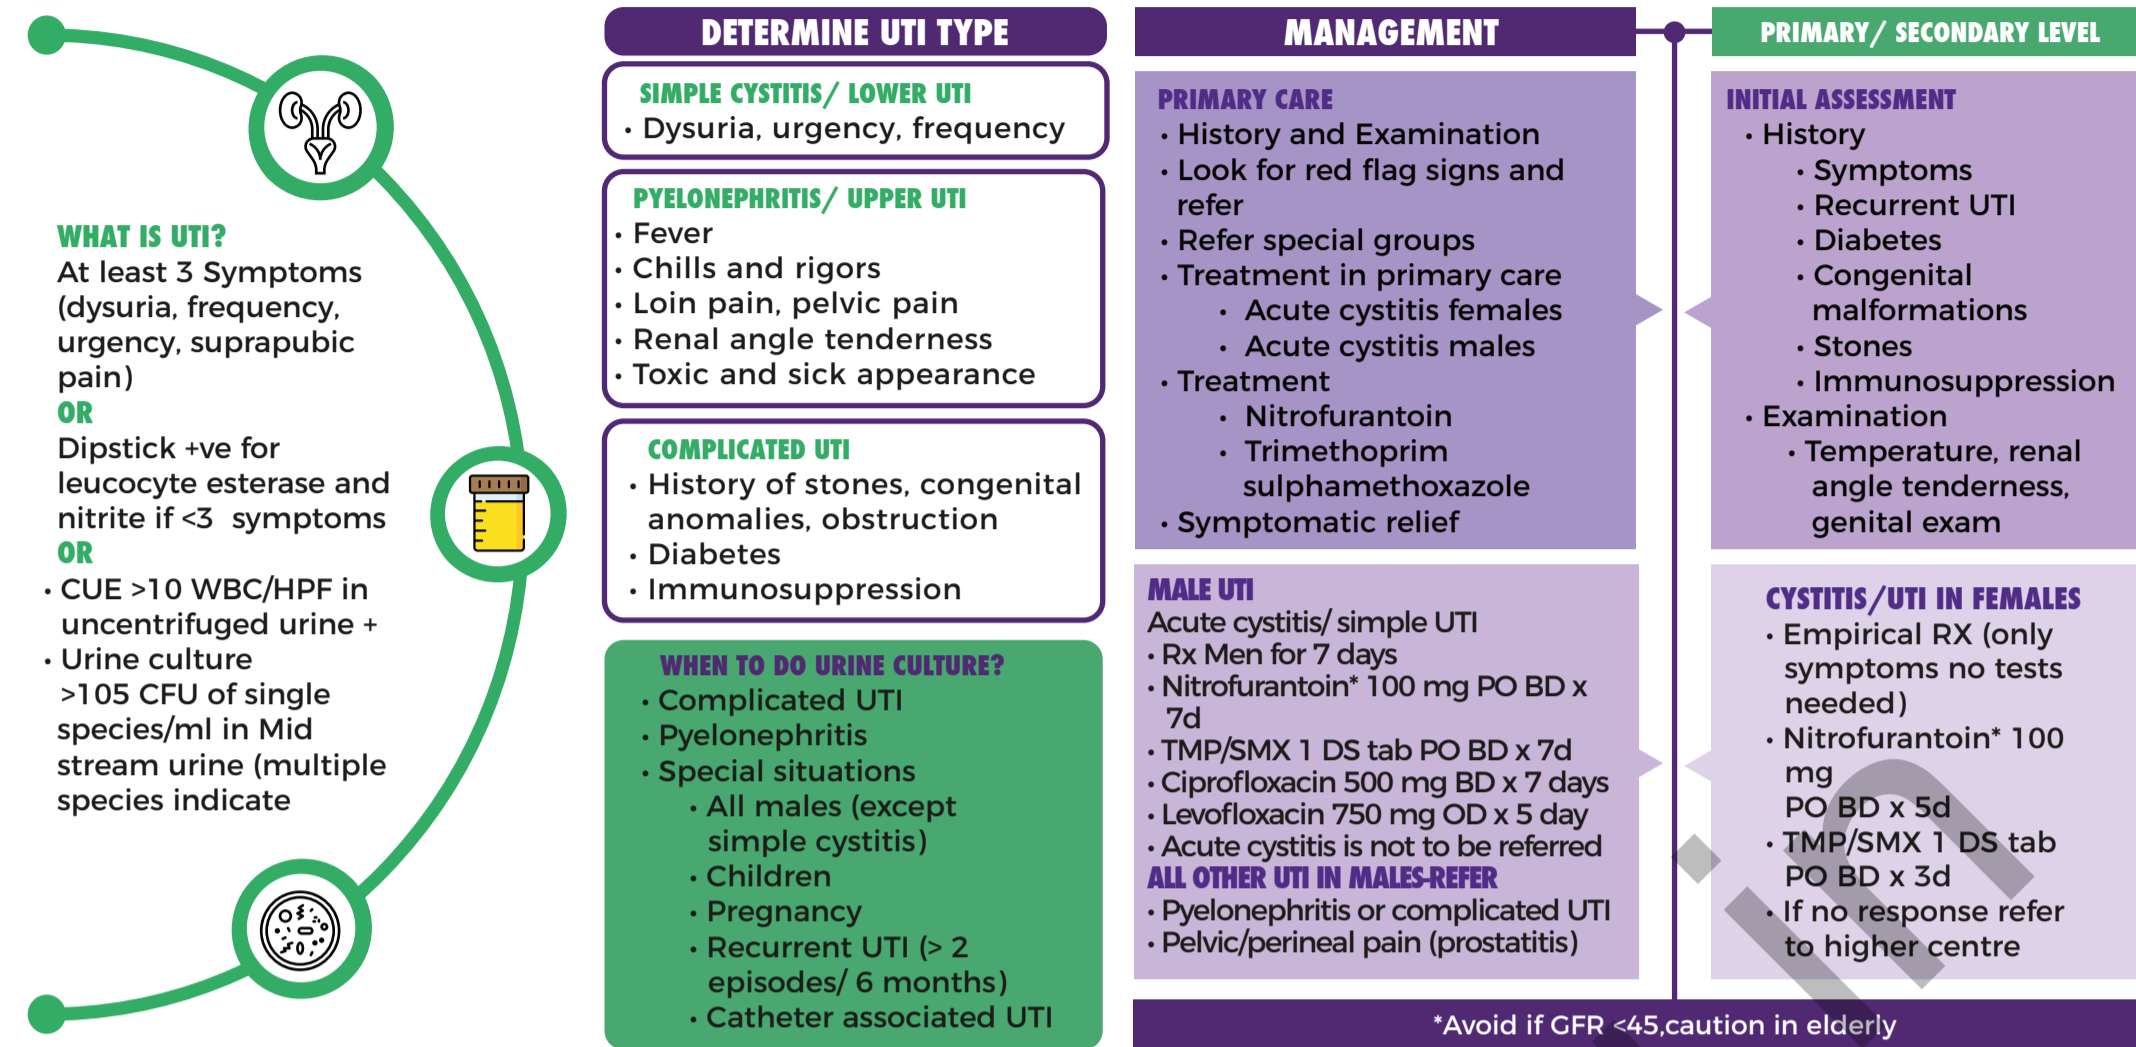 WHAT IS UTI?
At least 3 Symptoms
(dysuria, frequency,
urgency, suprapubic
pain)
OR
Dipstick +ve for
leucocyte esterase and
nitrite if <3 symptoms
OR
• CUE >10 WBC/HPF in
uncentrifuged urine +
• Urine culture
>105 CFU of single
species/ml in Mid
stream urine (multiple
species indicate
DETERMINE UTI TYPE
SIMPLE CYSTITIS/ LOWER UTI
• Dysuria, urgency, frequency
PYELONEPHRITIS/ UPPER UTI
• Fever
• Chills and rigors
• Loin pain, pelvic pain
• Renal angle tenderness
• Toxic and sick appearance
COMPLICATED UTI
• History of stones, congenital
anomalies, obstruction
• Diabetes
• Immunosuppression
WHEN TO DO URINE CULTURE?
• Complicated UTI
• Pyelonephritis
• Special situations
• All males (except
simple cystitis)
• Children
• Pregnancy
• Recurrent UTI (> 2
episodes/ 6 months)
• Catheter associated UTI
MANAGEMENT
PRIMARY CARE
• History and Examination
• Look for red flag signs and
refer
• Refer special groups
• Treatment in primary care
• Acute cystitis females
• Acute cystitis males
• Treatment
• Nitrofurantoin
• Trimethoprim
sulphamethoxazole
• Symptomatic relief
MALE UTI
Acute cystitis/ simple UTI
• Rx Men for 7 days
• Nitrofurantoin* 100 mg PO BD x
7d
• TMP/SMX 1 DS tab PO BD x 7d
• Ciprofloxacin 500 mg BD x 7 days
• Levofloxacin 750 mg OD x 5 day
• Acute cystitis is not to be referred
ALL OTHER UTI IN MALES-REFER
• Pyelonephritis or complicated UTI
• Pelvic/perineal pain (prostatitis)
PRIMARY/ SECONDARY LEVEL
INITIAL ASSESSMENT
• History
• Symptoms
• Recurrent UTI
• Diabetes
• Congenital
malformations
• Stones
• Immunosuppression
• Examination
• Temperature, renal
angle tenderness,
genital exam
CYSTITIS/UTI IN FEMALES
• Empirical RX (only
symptoms no tests
needed)
• Nitrofurantoin* 100
mg
PO BD x 5d
• TMP/SMX 1 DS tab
PO BD x 3d
• If no response refer
to higher centre
*Avoid if GFR <45,caution in elderly
in